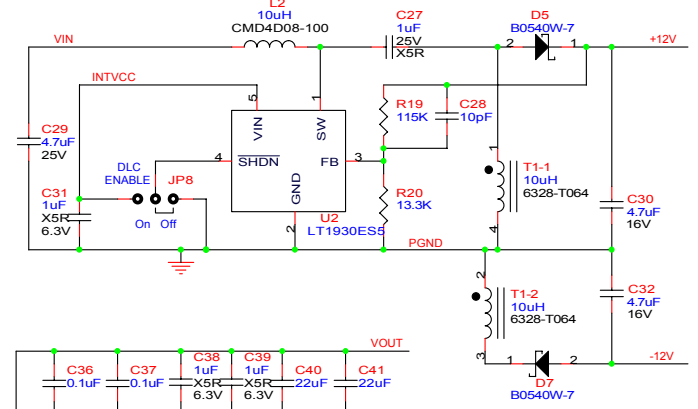 L2
10uH
CMD4D08-100
C27
1uF
25V
X5R
D5
B0540W-7
2
1
VIN
+12V
INTVCC
5
1
VIN
SW
R19
115K
C28
10pF
C29
4.7uF
25V
DLC
ENABLE
JP8
4
SHDN
FB
3
GND
1
T1-1
10uH
6328-T064
C31
1uF
X5R
6.3V
On
Off
2
U2
LT1930ES5
R20
13.3K
4
C30
4.7uF
16V
PGND
2
T1-2
10uH
6328-T064
C32
4.7uF
16V
3
1
2
-12V
D7
B0540W-7
VOUT
C36
0.1uF
C37
0.1uF
C38
1uF
X5R
6.3V
C39
1uF
X5R
6.3V
C40
22uF
C41
22uF